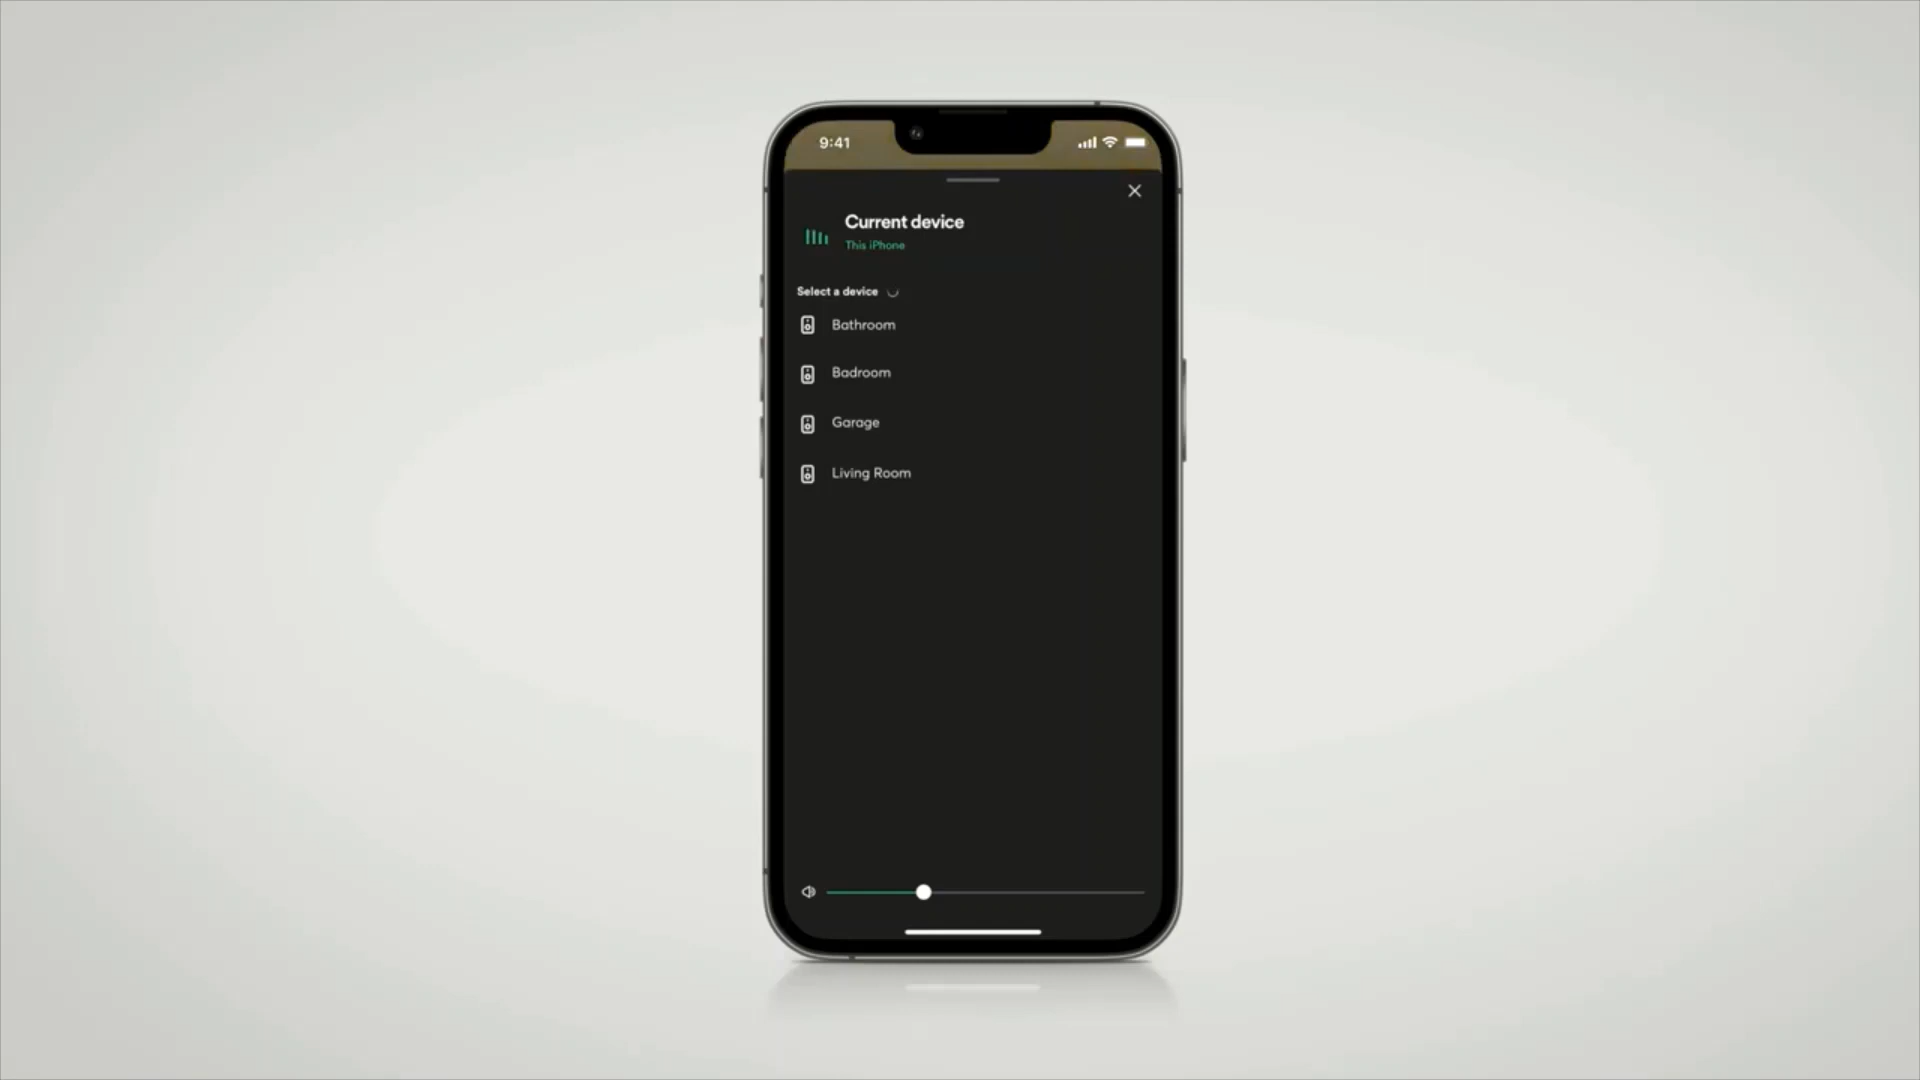 9:41
Current device
This iPhone
Select a device
Bathroom
Badroom
Garage
Living Room